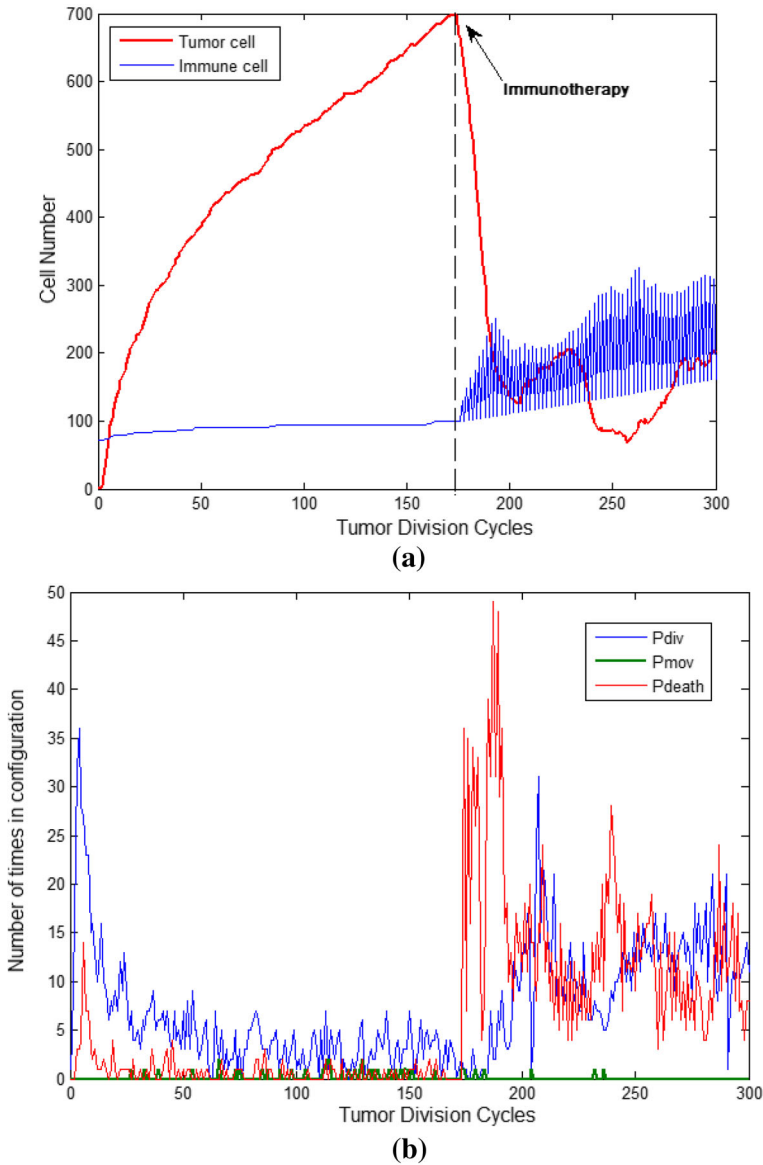 700
600
500
400
300
200
100
0
Cell Number
Tumor cell
Immune cell
Immunotherapy
0 50 100 150 200 250 300
Tumor Division Cycles
(a)
50
45
40
35
30
25
20
15
10
5
0
Number of times in configuration
Pdiv
Pmov
Pdeath
0 50 100 150 200 250 300
Tumor Division Cycles
(b)